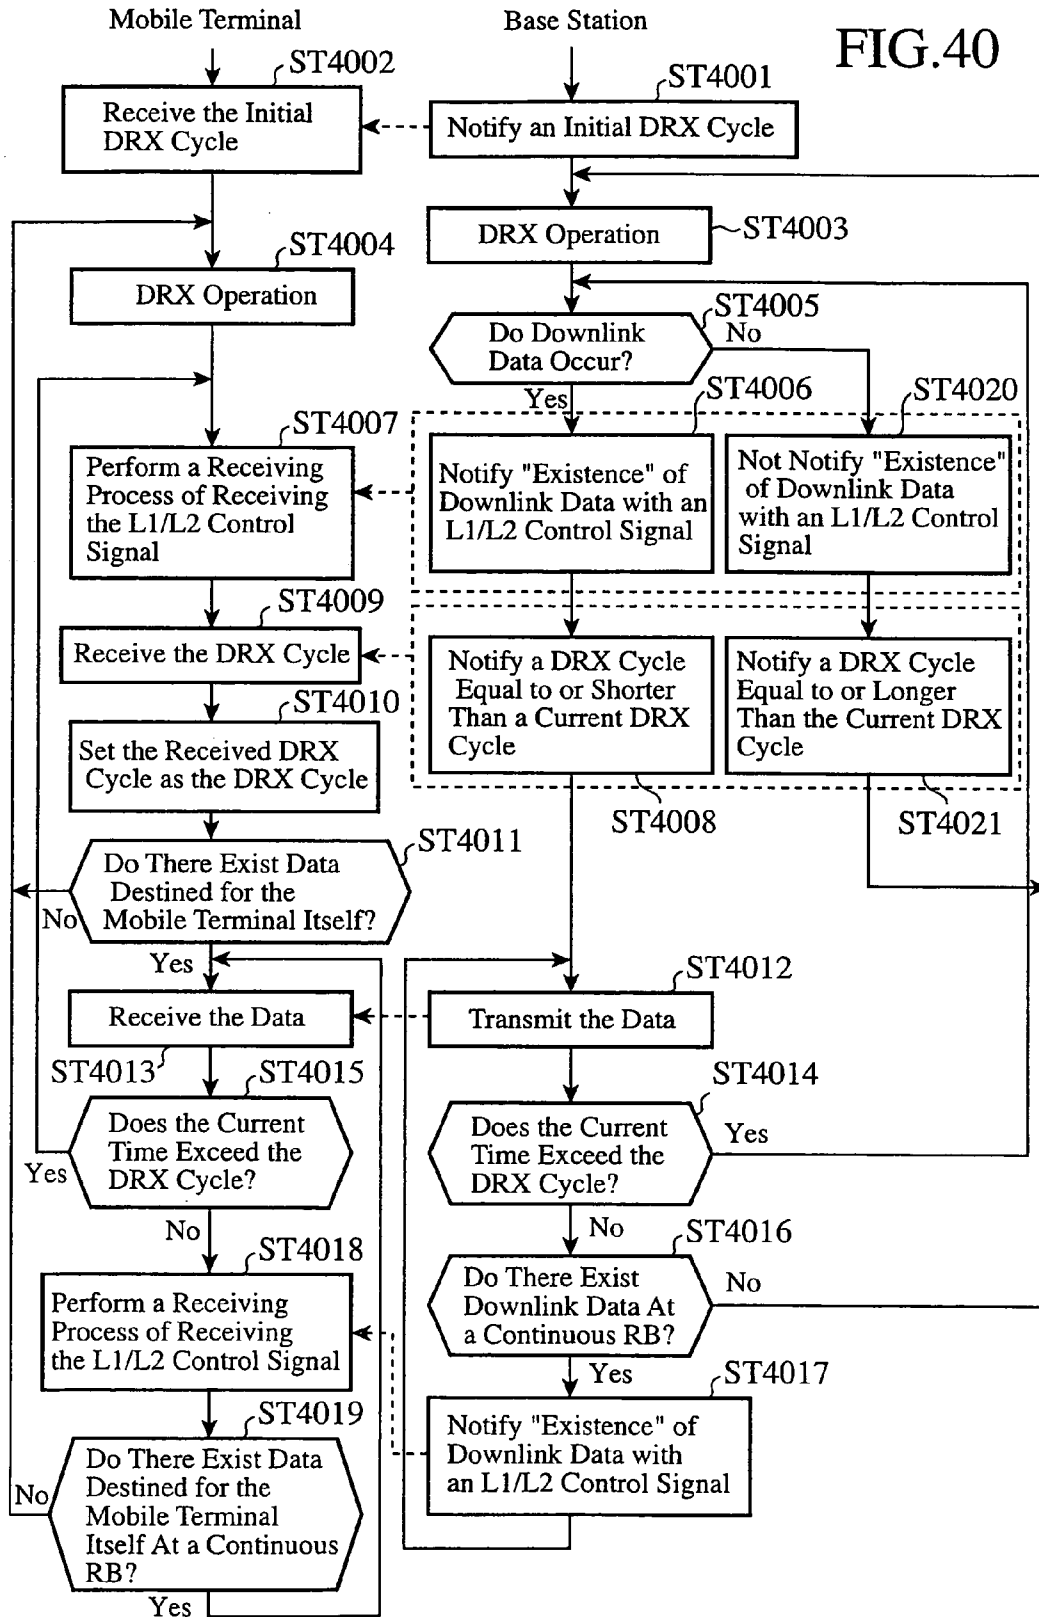 Mobile Terminal
Base Station
FIG.40
ST4002
ST4001
Receive the Initial
DRX Cycle
Notify an Initial DRX Cycle
ST4003
DRX Operation
ST4004
DRX Operation
ST4005
Do Downlink
Data Occur?
No
Yes
ST4006
ST4020
ST4007
Perform a Receiving
Process of Receiving
the L1/L2 Control
Signal
Notify "Existence" of
Downlink Data with an
L1/L2 Control Signal
Not Notify "Existence"
of Downlink Data
with an L1/L2 Control
Signal
ST4009
Receive the DRX Cycle
Notify a DRX Cycle
Equal to or Shorter
Than a Current DRX
Cycle
Notify a DRX Cycle
Equal to or Longer
Than the Current DRX
Cycle
ST4010
Set the Received DRX
Cycle as the DRX Cycle
ST4008
ST4021
ST4011
Do There Exist Data
Destined for the
Mobile Terminal Itself?
No
Yes
ST4012
Receive the Data
Transmit the Data
ST4013
ST4015
ST4014
Does the Current
Time Exceed the
DRX Cycle?
Yes
No
Does the Current
Time Exceed the
DRX Cycle?
Yes
No
ST4018
ST4016
Perform a Receiving
Process of Receiving
the L1/L2 Control Signal
Do There Exist
Downlink Data At
a Continuous RB?
No
Yes
ST4017
ST4019
Notify "Existence" of
Downlink Data with
an L1/L2 Control Signal
Do There Exist Data
Destined for the
Mobile Terminal
Itself At a Continuous
RB?
No
Yes